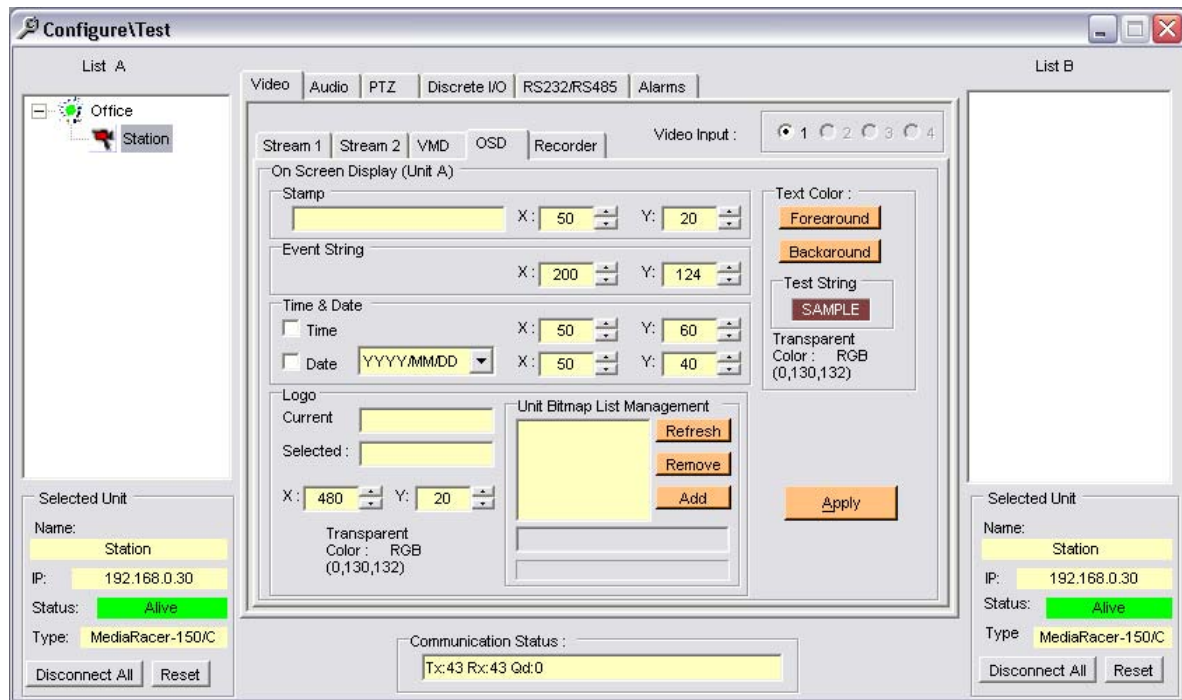 Configure\Test
List A
Office
Station
Selected Unit
Name:
Station
IP: 192.168.0.30
Status: Alive
Type: MediaRacer-150/C
Disconnect All Reset
Video Audio PTZ Discrete I/O RS232/RS485 Alarms
Stream 1 Stream 2 VMD OSD Recorder
Video Input : 1 2 3 4
On Screen Display (Unit A)
Stamp
X: 50 Y: 20
Event String
X: 200 Y: 124
Time & Date
Time X: 50 Y: 60
Date YYYY/MM/DD X: 50 Y: 40
Logo
Current
Selected :
X: 480 Y: 20
Transparent
Color : RGB
(0,130,132)
Unit Bitmap List Management
Refresh
Remove
Add
Text Color :
Foreground
Background
Test String
SAMPLE
Transparent
Color : RGB
(0,130,132)
Apply
Communication Status :
Tx:43 Rx:43 Qd:0
List B
Selected Unit
Name:
Station
IP: 192.168.0.30
Status: Alive
Type MediaRacer-150/C
Disconnect All Reset